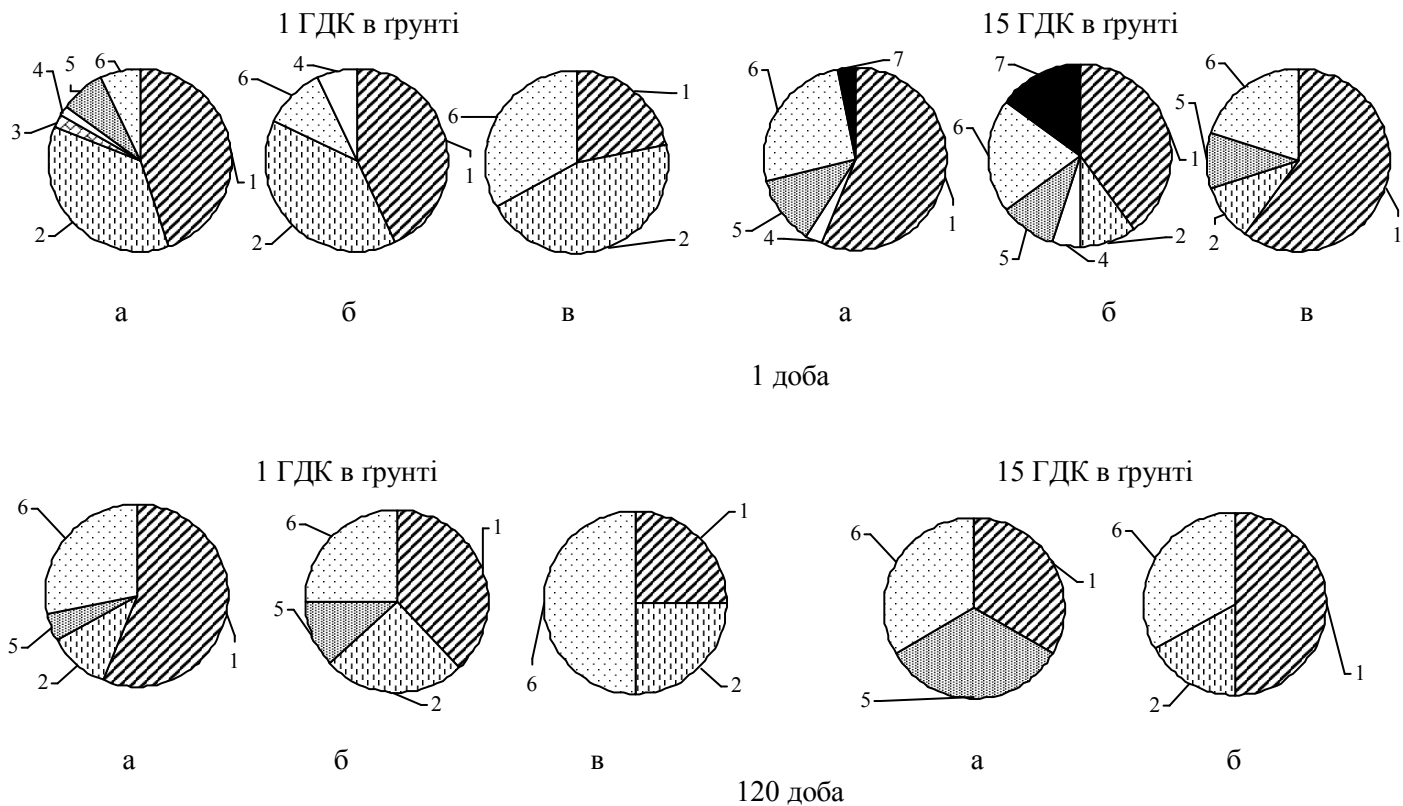 1 ГДК в ґрунті
15 ГДК в ґрунті
4 5 6 3 2 1
6 4 2 1
6 1 2
6 7 5 4 1
7 6 5 4 2 1
6 5 2 1
а б в а б в
1 доба
1 ГДК в ґрунті
15 ГДК в ґрунті
6 5 2 1
6 1 5 2
1 6 2
6 1 5
6 2 1
а б в а б
120 доба